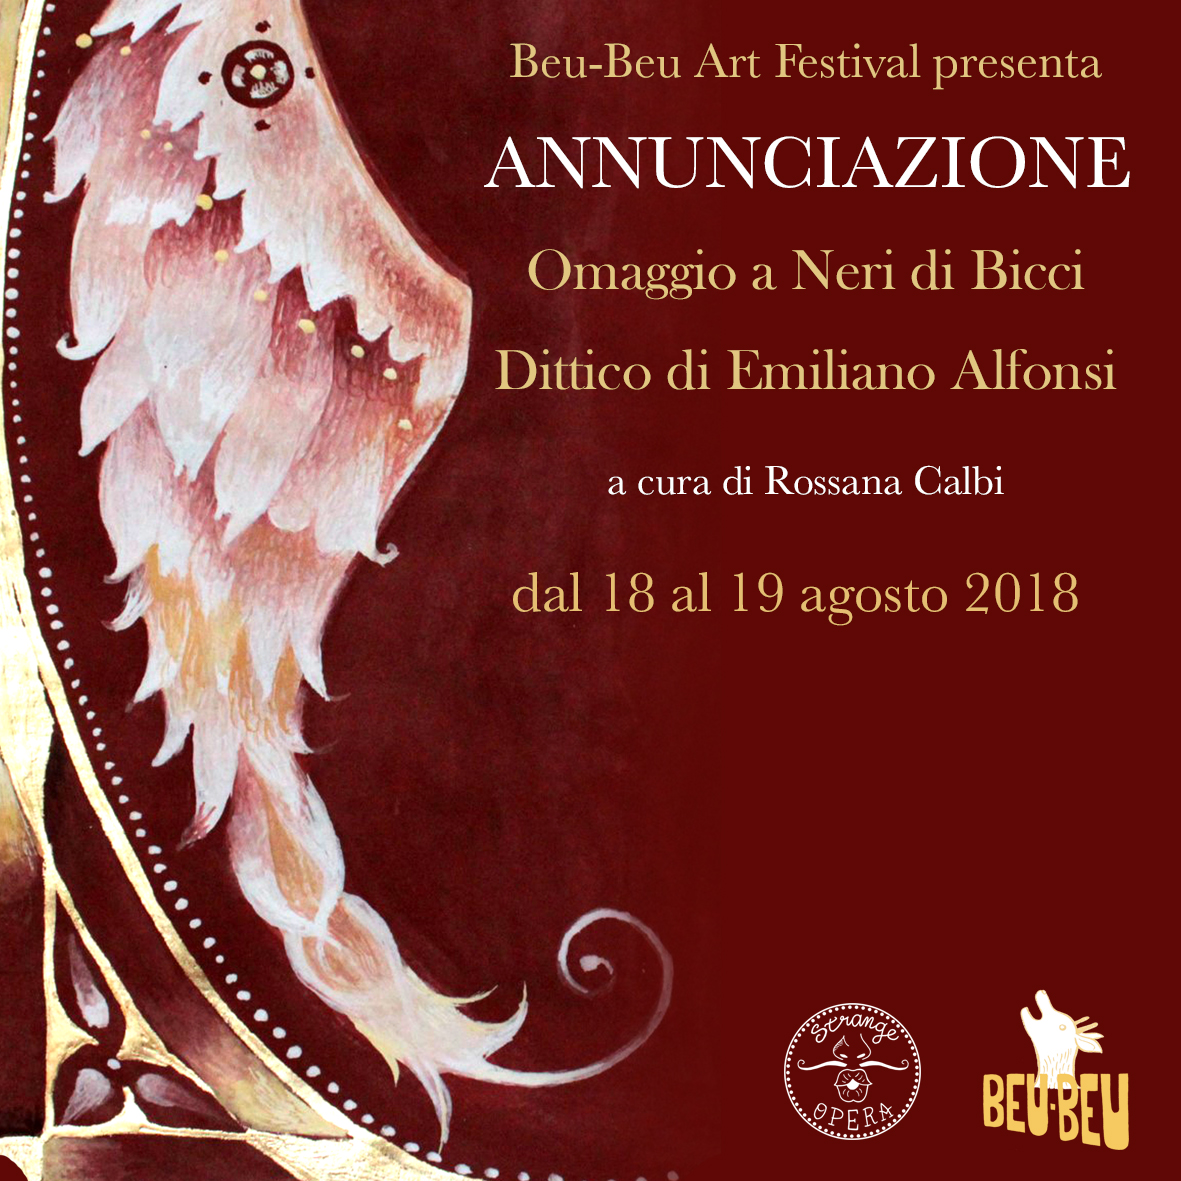 Beu-Beu Art Festival presenta
ANNUNCIAZIONE
Omaggio a Neri di Bicci
Dittico di Emiliano Alfonsi
a cura di Rossana Calbi
dal 18 al 19 agosto 2018
Strange
OPERA
BEU-BEU